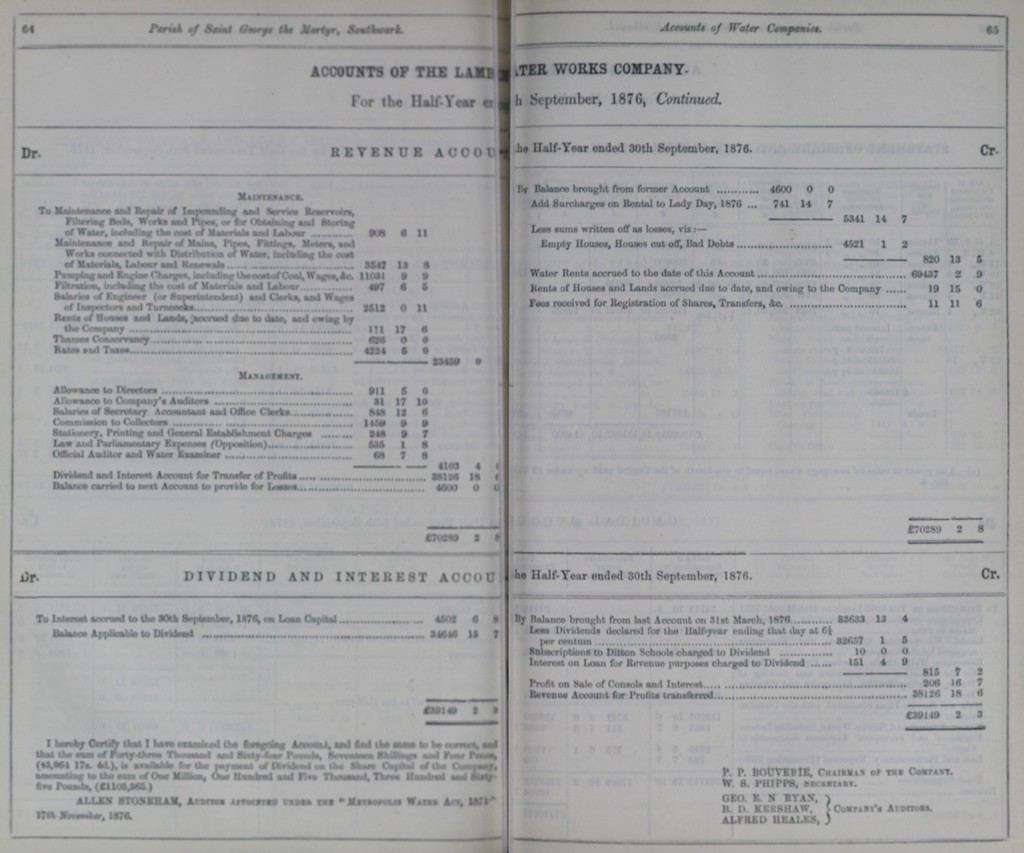 64
Parish of Saint George the Martyr, Southwark.
ACCOUNTS OF THE LAMB
For the Half-Year e
Dr.
REVENUE ACCOU
MAINTENANCE.
To Maintenance and Repair of Impounding and Service Reservoirs,
Filtering Beds, Works and Pipes, or for Obtaining and Storing
of Water, including the cost of Materials and Labour .......... 908 6 11
Maintenance and Repair of Mains, Pipes, Fittings, Meters, and
Works connected with Distribution of Water, including the cost
of Materials, Labour and Renewals .......... 3547 13 8
Pumping and Engine Charges, including the cost of Coal, Wages, &c. 11031 9 9
Filtration, including the cost of Materials and Labour .......... 497 6 5
Salaries of Engineer (or Superintendent) and Clerks, and Wages
of Inspectors and Turncocks .......... 2512 0 11
Rents of Houses and Lands, accrued due to date, and owing by
the Company .......... 111 17 6
Thames Conservancy .......... 626 0 0
Rates and Taxes .......... 4224 5 0
23459 0
MANAGEMENT.
Allowance to Directors .......... 911 5 0
Allowance to Company's Auditors .......... 31 17 10
Salaries of Secretary Accountant and Office Clerks .......... 848 12 6
Commission to Collectors .......... 1459 9 9
Stationery, Printing and General Establishment Charges .......... 248 9 7
Law and Parliamentary Expenses (Opposition) .......... 535 1 8
Official Auditor and Water Examiner .......... 68 7 8
4103 4
Dividend and Interest Account for Transfer of Profits .......... 38126 18
Balance carried to next Account to provide for Losses .......... 4600 0
£70289 2 8
Dr.
DIVIDEND AND INTEREST ACCOU
To Interest accrued to the 30th September, 1876, on Loan Capital .......... 4502 6 8
Balance Applicable to Dividend .......... 34646 15 7
£39149 2 3
I hereby Certify that I have examined the foregoing Account, and find the same to be correct, and
that the sum of Forty-three Thousand and Sixty-four Pounds, Seventeen Shillings and Four Pence,
(43,064 17s. 4d.), is available for the payment of Dividend on the Share Capital of the Company,
amounting to the sum of One Million, One Hundred and Five Thousand, Three Hundred and Sixty-
five Pounds, (£1105,365.)
ALLEN STONEHAM, AUDITOR APPOINTED UNDER THE "METROPOLIS WATER ACT, 1871"
17th November, 1876.
Accounts of Water Companies.
65
TER WORKS COMPANY.
h September, 1876, Continued.
he Half-Year ended 30th September, 1876.
Cr.
By Balance brought from former Account ............ 4600 0 0
Add Surcharges on Rental to Lady Day, 1876 ... 741 14 7
5341 14 7
Less sums written off as losses, viz:—
Empty Houses, Houses cut off, Bad Debts .......... 4521 1 2
820 13 5
Water Rents accrued to the date of this Account .......... 69437 2 9
Rents of Houses and Lands accrued due to date, and owing to the Company ...... 19 15 0
Fees received for Registration of Shares, Transfers, &c. .......... 11 11 6
£70289 2 8
he Half-Year ended 30th September, 1876.
Cr.
By Balance brought from last Account on 31st March, 1876 .......... 33633 13 4
Less Dividends declared for the Half-year ending that day at 6½
per centum .......... 32657 1 5
Subscriptions to Ditton Schools charged to Dividend .......... 10 0 0
Interest on Loan for Revenue purposes charged to Dividend ...... 151 4 9
815 7 2
Profit on Sale of Consols and Interest .......... 206 16 7
Revenue Account for Profits transferred .......... 38126 18 6
£39149 2 3
P. P. BOUVERIE, CHAIRMAN OF THE COMPANY.
W. S. PHIPPS, SECRETARY.
GEO. E. N RYAN,
R. D. KERSHAW, } COMPANY'S AUDITORS.
ALFRED HEALES,